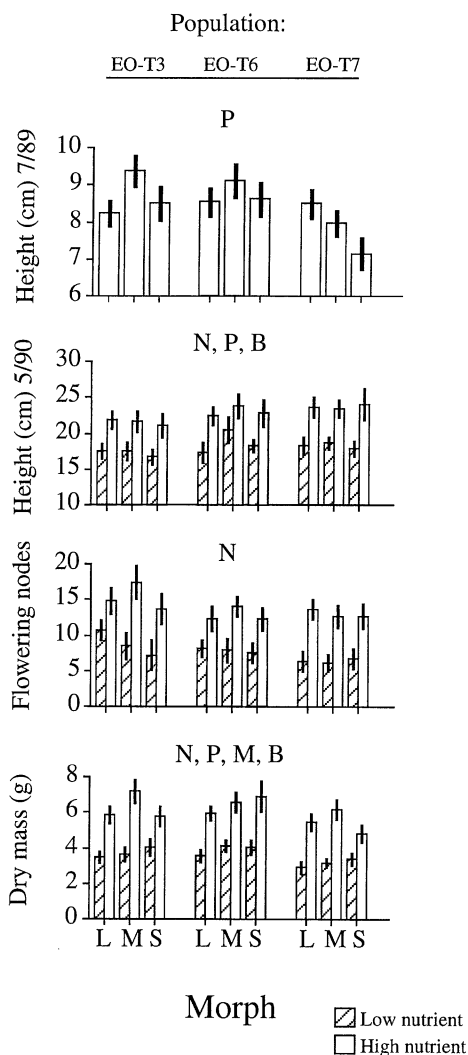 Population:
EO-T3 EO-T6 EO-T7
P
Height (cm) 7/89
10
9
8
7
6
N, P, B
Height (cm) 5/90
30
25
20
15
10
N
Flowering nodes
20
15
10
5
0
N, P, M, B
Dry mass (g)
8
6
4
2
0
L M S L M S L M S
Morph
Low nutrient
High nutrient